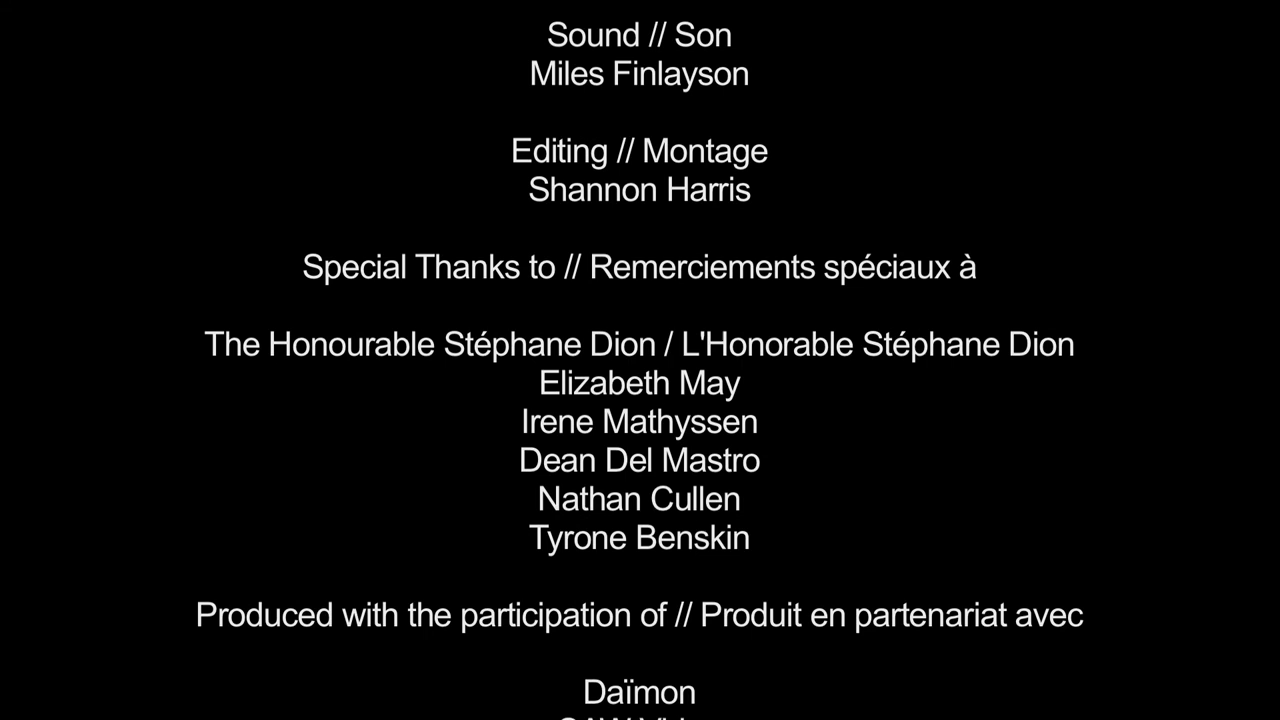 Sound // Son
Miles Finlayson
Editing // Montage
Shannon Harris
Special Thanks to // Remerciements spéciaux à
The Honourable Stéphane Dion / L'Honorable Stéphane Dion
Elizabeth May
Irene Mathyssen
Dean Del Mastro
Nathan Cullen
Tyrone Benskin
Produced with the participation of // Produit en partenariat avec
Daïmon